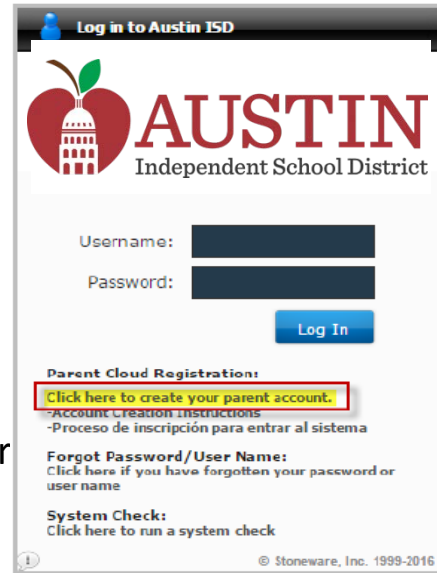 Log in to Austin ISD
AUSTIN
Independent School District
Username:
Password:
Log In
Parent Cloud Registration:
Click here to create your parent account.
-Account Creation Instructions
-Proceso de inscripción para entrar al sistema
r
Forgot Password/User Name:
Click here if you have forgotten your password or
user name
System Check:
Click here to run a system check
© Stoneware, Inc. 1999-2016